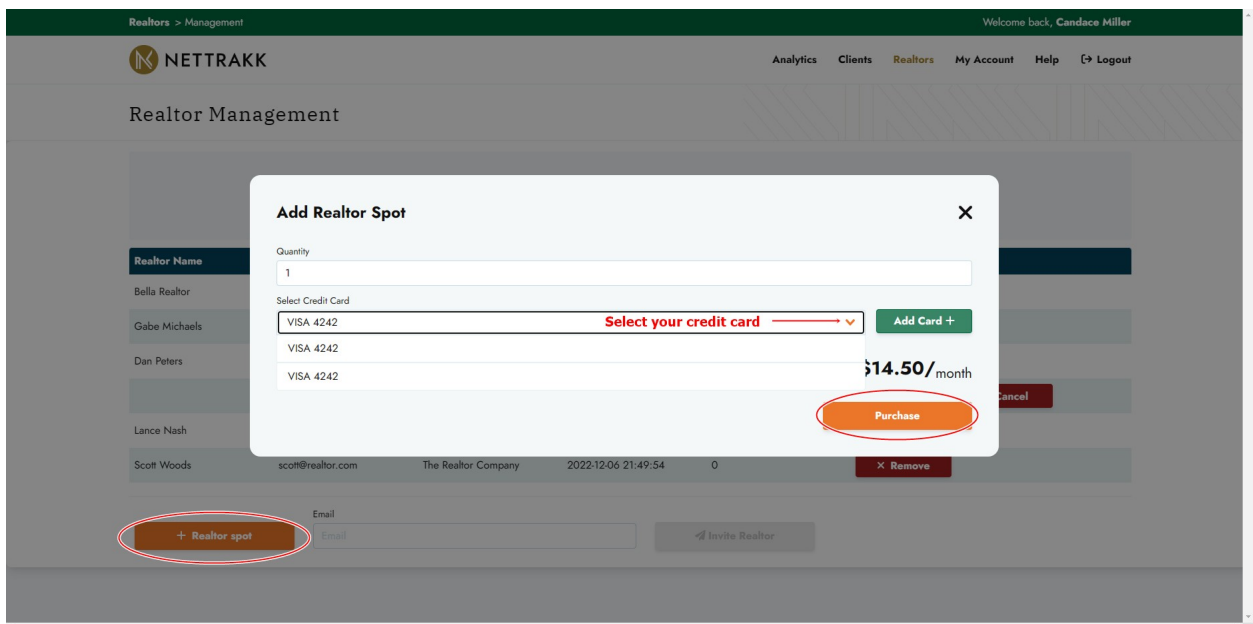 Realtors > Management
Welcome back, Candace Miller
NETTRAKK
Analytics Clients Realtors My Account Help Logout
Realtor Management
Add Realtor Spot
Quantity
1
Select Credit Card
VISA 4242
Select your credit card
Add Card +
VISA 4242
VISA 4242
$14.50/month
Purchase
Realtor Name
Bella Realtor
Gabe Michaels
Dan Peters
Cancel
Lance Nash
Scott Woods scott@realtor.com The Realtor Company 2022-12-06 21:49:54 0 × Remove
Email
+ Realtor spot Email Invite Realtor